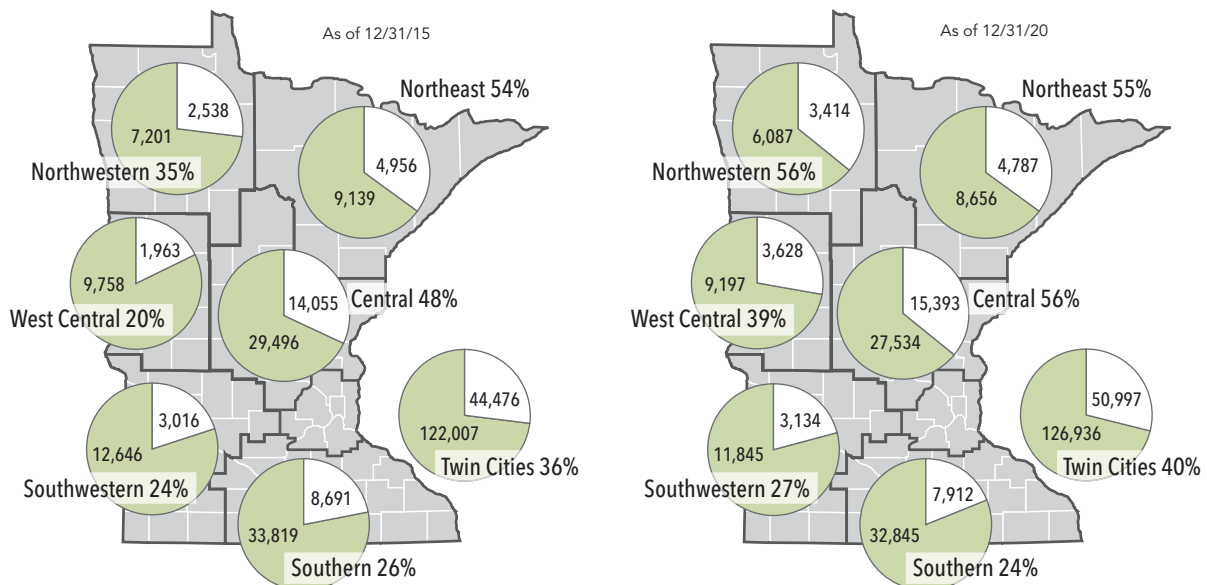 As of 12/31/15
Northeast 54%
2,538
7,201
Northwestern 35%
4,956
9,139
1,963
9,758
West Central 20%
14,055
Central 48%
29,496
44,476
122,007
Twin Cities 36%
3,016
12,646
Southwestern 24%
8,691
33,819
Southern 26%
As of 12/31/20
Northeast 55%
3,414
6,087
Northwestern 56%
4,787
8,656
3,628
9,197
West Central 39%
15,393
Central 56%
27,534
50,997
126,936
Twin Cities 40%
3,134
11,845
Southwestern 27%
7,912
32,845
Southern 24%